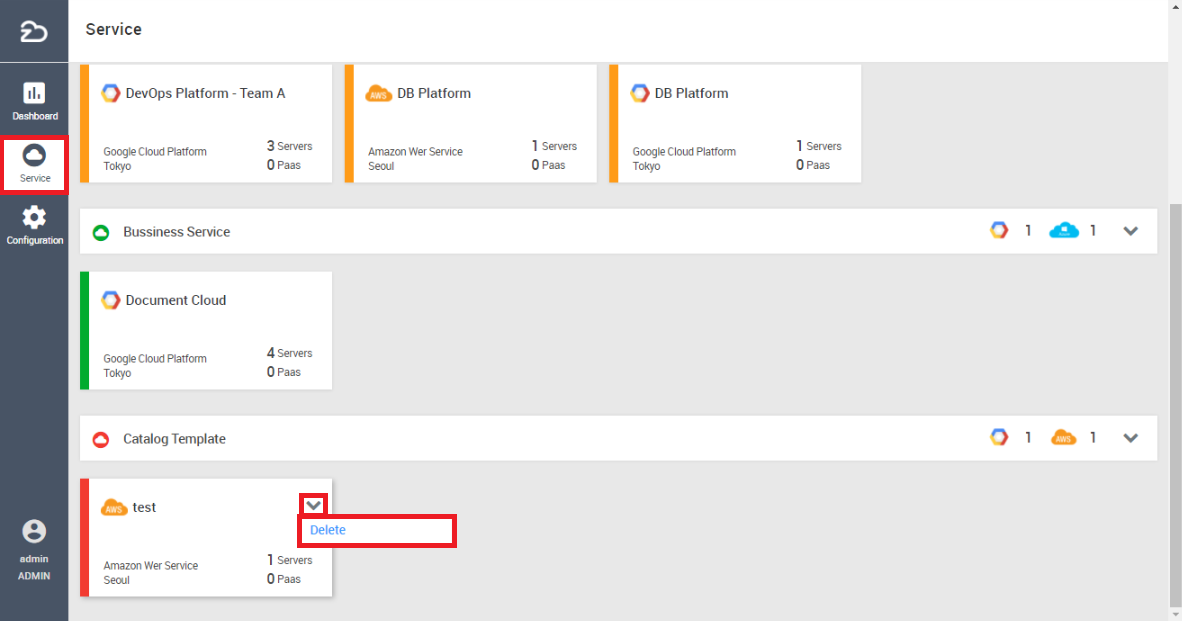 Service
Dashboard
Service
Configuration
admin
ADMIN
DevOps Platform - Team A
Google Cloud Platform
Tokyo
3 Servers
0 Paas
AWS DB Platform
Amazon Wer Service
Seoul
1 Servers
0 Paas
DB Platform
Google Cloud Platform
Tokyo
1 Servers
0 Paas
Bussiness Service
1
1
Document Cloud
Google Cloud Platform
Tokyo
4 Servers
0 Paas
Catalog Template
1
AWS 1
AWS test
Delete
Amazon Wer Service
Seoul
1 Servers
0 Paas